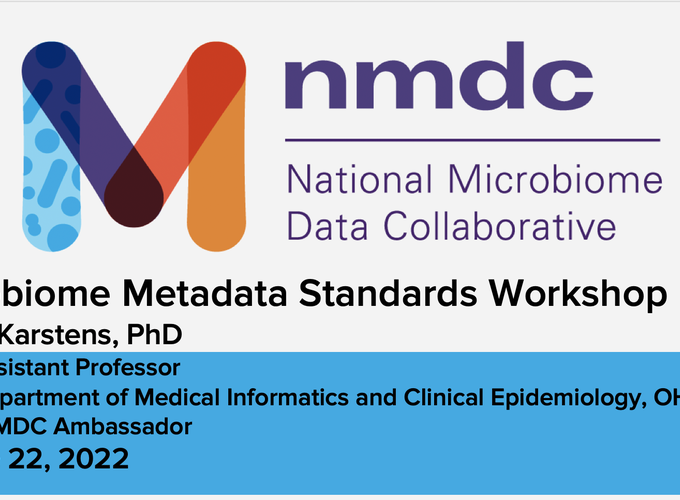 nmdc
National Microbiome
Data Collaborative
biome Metadata Standards Workshop
Karstens, PhD
sistant Professor
partment of Medical Informatics and Clinical Epidemiology, OH
MDC Ambassador
22, 2022